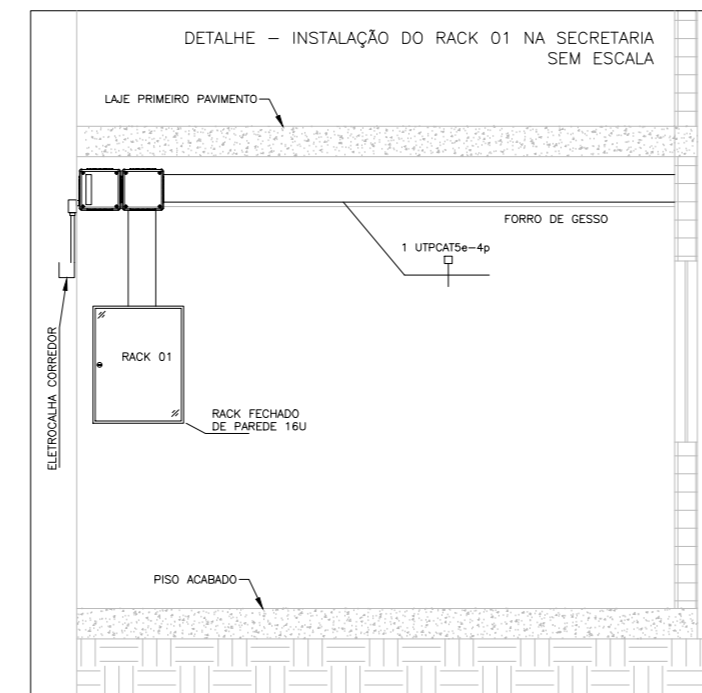 DETALHE – INSTALAÇÃO DO RACK 01 NA SECRETARIA
SEM ESCALA
LAJE PRIMEIRO PAVIMENTO
FORRO DE GESSO
1 UTPCAT5e-4p
ELETROCALHA CORREDOR
RACK 01
RACK FECHADO
DE PAREDE 16U
PISO ACABADO